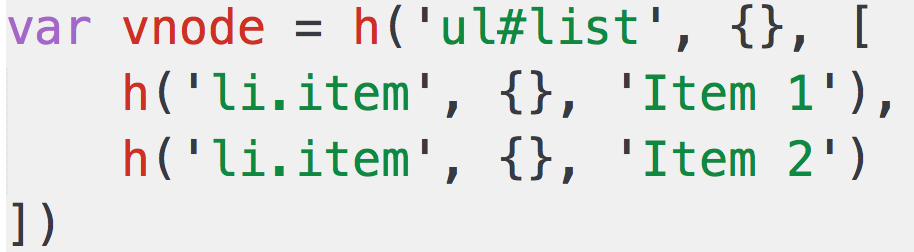 var vnode = h('ul#list', {}, [
    h('li.item', {}, 'Item 1'),
    h('li.item', {}, 'Item 2')
])